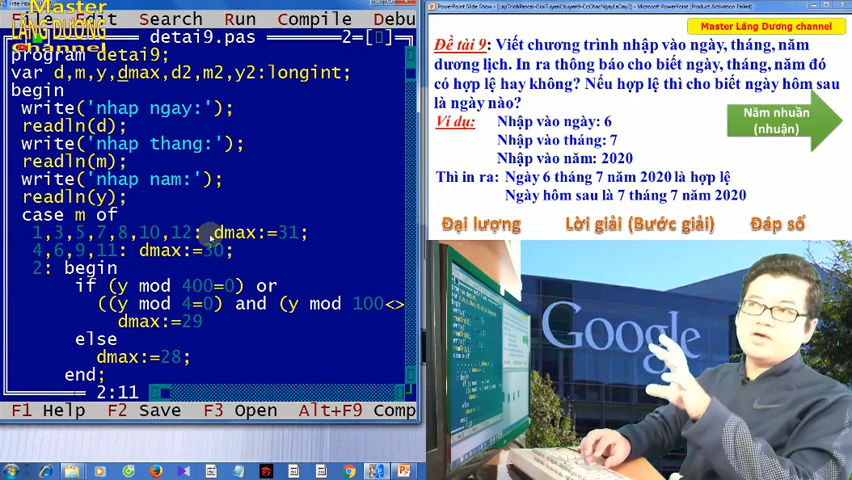 Master
LĂNG DƯƠNG
channel
File Edit Search Run Compile Debu
detai9.pas 2=[ ]
program detai9;
var d,m,y,dmax,d2,m2,y2:longint;
begin
write('nhap ngay:');
readln(d);
write('nhap thang:');
readln(m);
write('nhap nam:');
readln(y);
case m of
1,3,5,7,8,10,12: dmax:=31;
4,6,9,11: dmax:=30;
2: begin
if (y mod 400=0) or
((y mod 4=0) and (y mod 100<>
dmax:=29
else
dmax:=28;
end;
2:11
F1 Help F2 Save F3 Open Alt+F9 Comp
Master Lăng Dương channel
Đề tài 9: Viết chương trình nhập vào ngày, tháng, năm
dương lịch. In ra thông báo cho biết ngày, tháng, năm đó
có hợp lệ hay không? Nếu hợp lệ thì cho biết ngày hôm sau
là ngày nào?
Ví dụ: Nhập vào ngày: 6
Nhập vào tháng: 7
Nhập vào năm: 2020
Thì in ra: Ngày 6 tháng 7 năm 2020 là hợp lệ
Ngày hôm sau là 7 tháng 7 năm 2020
Năm nhuần
(nhuận)
Đại lượng Lời giải (Bước giải) Đáp số
Google